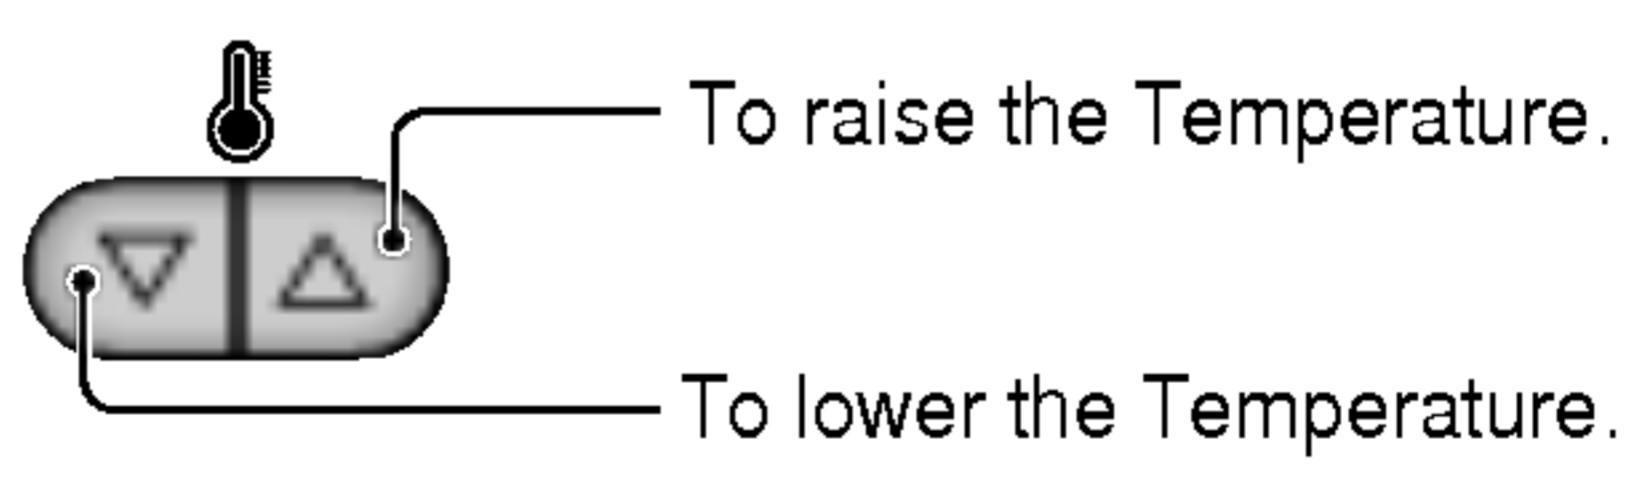 To raise the Temperature.
To lower the Temperature.